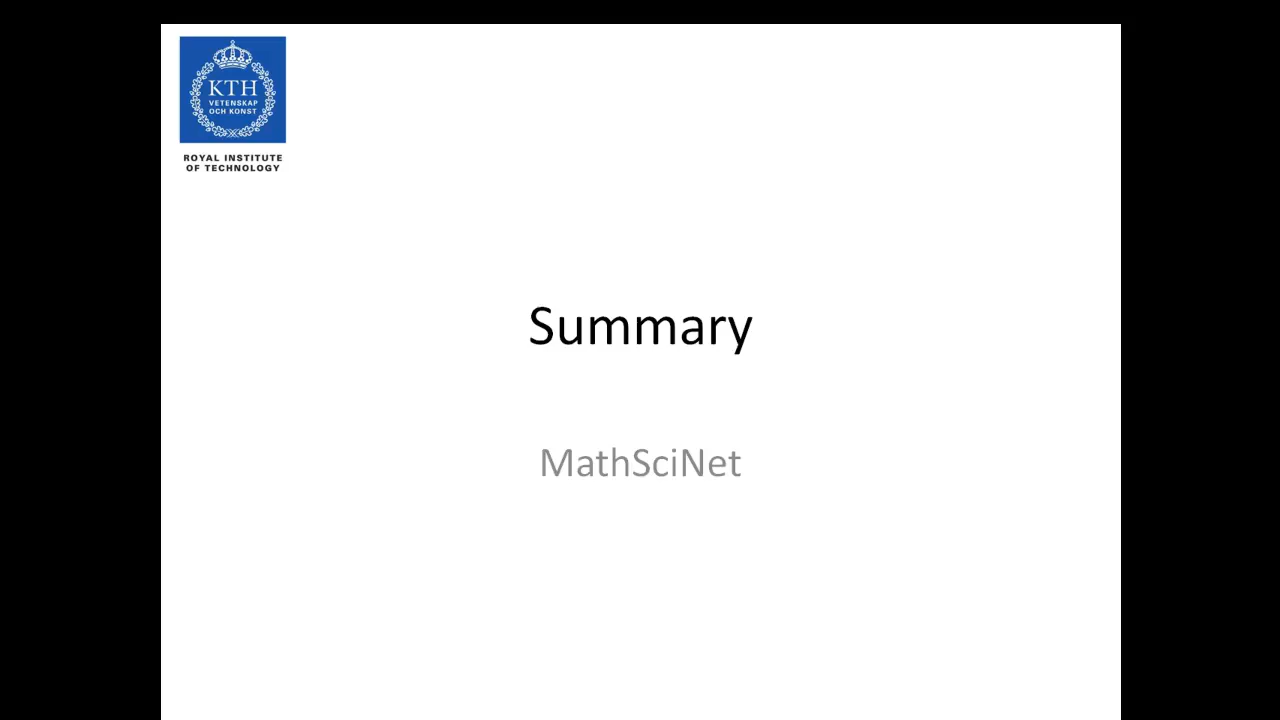 KTH
VETENSKAP
OCH KONST
ROYAL INSTITUTE
OF TECHNOLOGY
Summary
MathSciNet